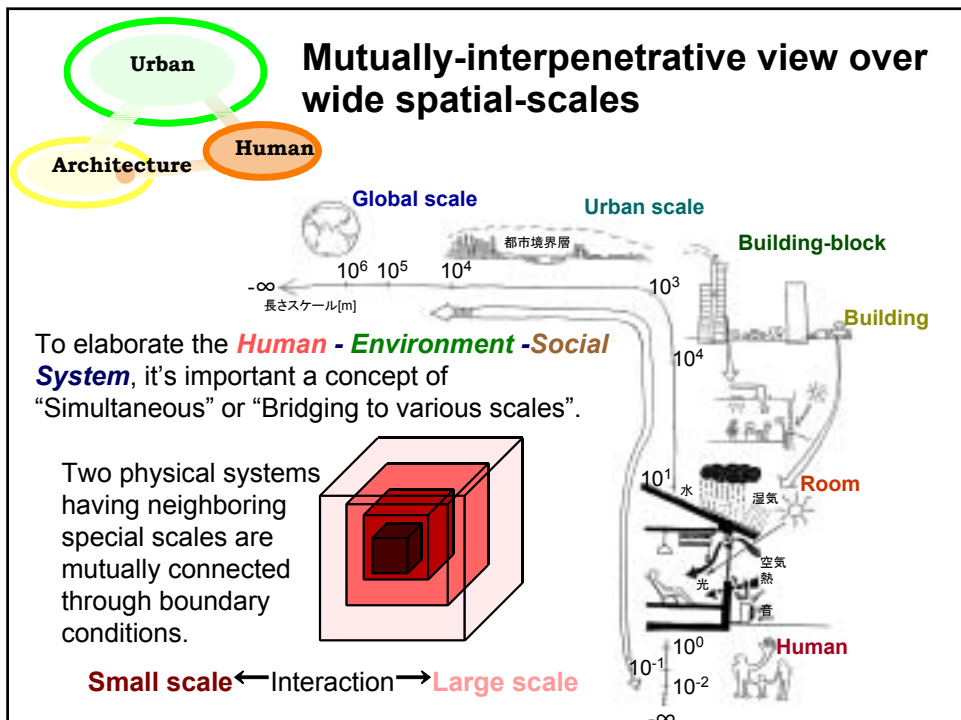 Urban
Human
Architecture
Mutually-interpenetrative view over
wide spatial-scales
Global scale
Urban scale
都市境界層
Building-block
Building
-∞
10⁶
10⁵
10⁴
10³
長さスケール[m]
10⁴
To elaborate the Human - Environment -Social
System, it's important a concept of
“Simultaneous” or “Bridging to various scales”.
Two physical systems
having neighboring
special scales are
mutually connected
through boundary
conditions.
Small scale
Interaction
Large scale
10¹
水
湿気
Room
空気
熱
光
音
10⁰
Human
10⁻¹
10⁻²
-∞